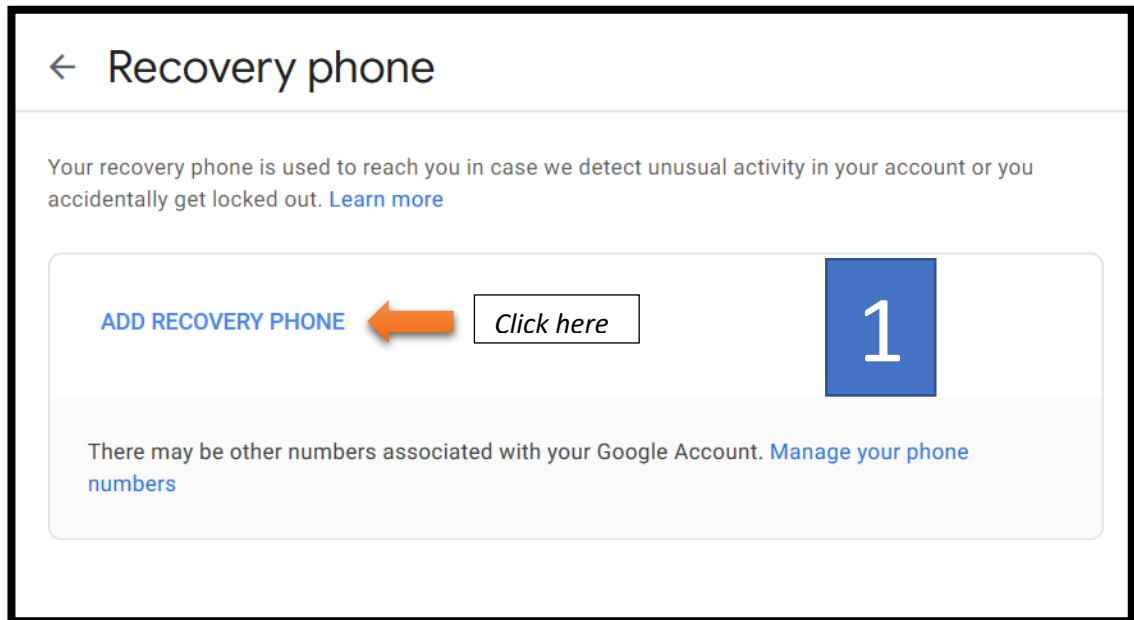 Recovery phone
Your recovery phone is used to reach you in case we detect unusual activity in your account or you
accidentally get locked out. Learn more
ADD RECOVERY PHONE
Click here
1
There may be other numbers associated with your Google Account. Manage your phone
numbers